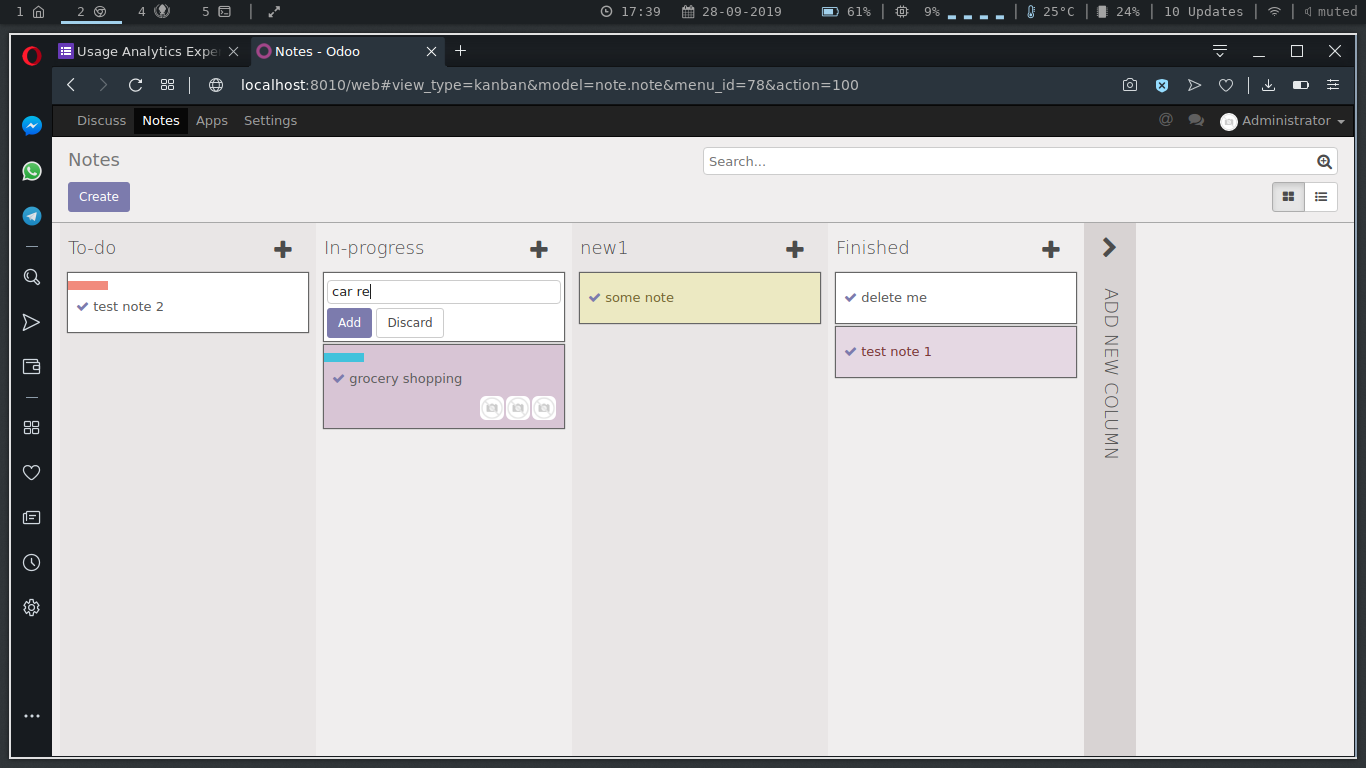 1 2 4 5 17:39 28-09-2019 61% 9% 25°C 24% 10 Updates muted
Usage Analytics Expe Notes - Odoo
localhost:8010/web#view_type=kanban&model=note.note&menu_id=78&action=100
Discuss Notes Apps Settings @ Administrator
Notes
Search...
Create
To-do
test note 2
In-progress
car re
Add Discard
grocery shopping
new1
some note
Finished
delete me
test note 1
ADD NEW COLUMN